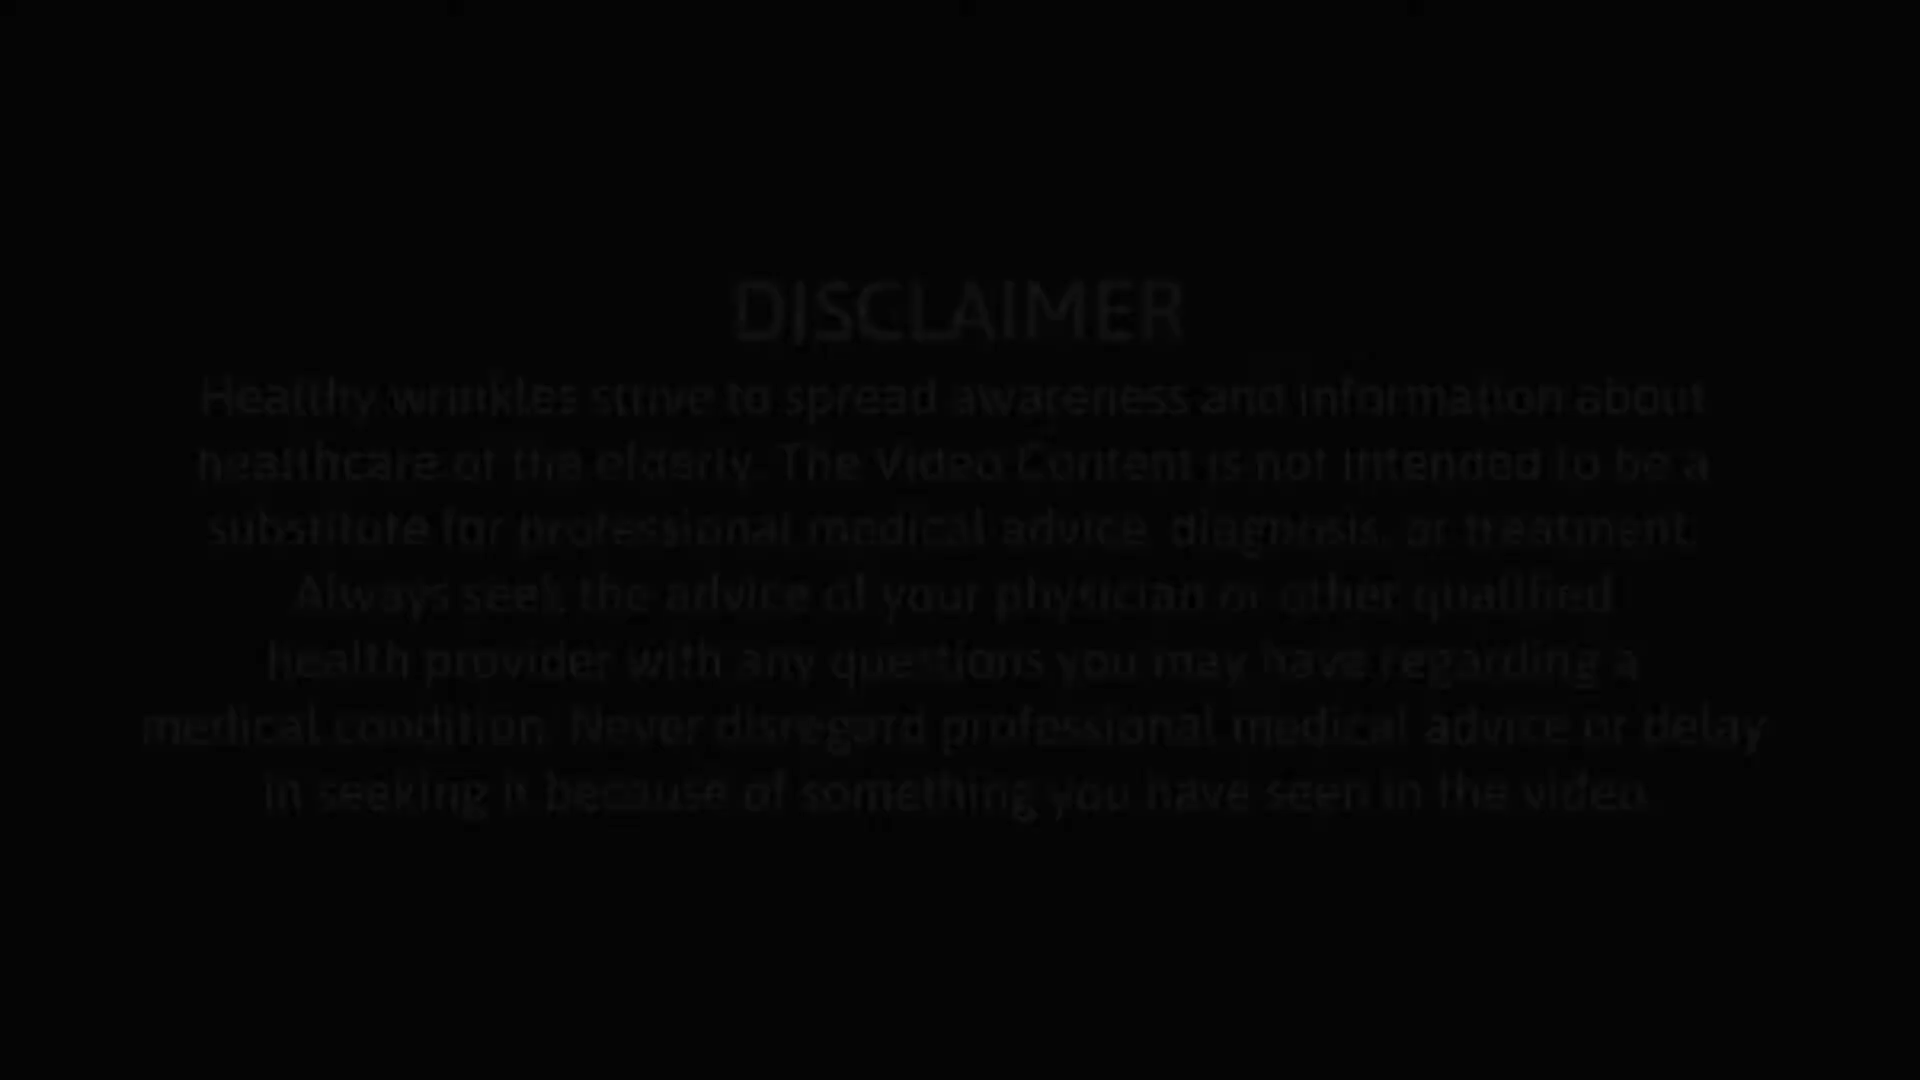 DISCLAIMER
Healthy wrinkles strive to spread awareness and information about
healthcare of the elderly. The Video Content is not intended to be a
substitute for professional medical advice, diagnosis, or treatment.
Always seek the advice of your physician or other qualified
health provider with any questions you may have regarding a
medical condition. Never disregard professional medical advice or delay
in seeking it because of something you have seen in the video.